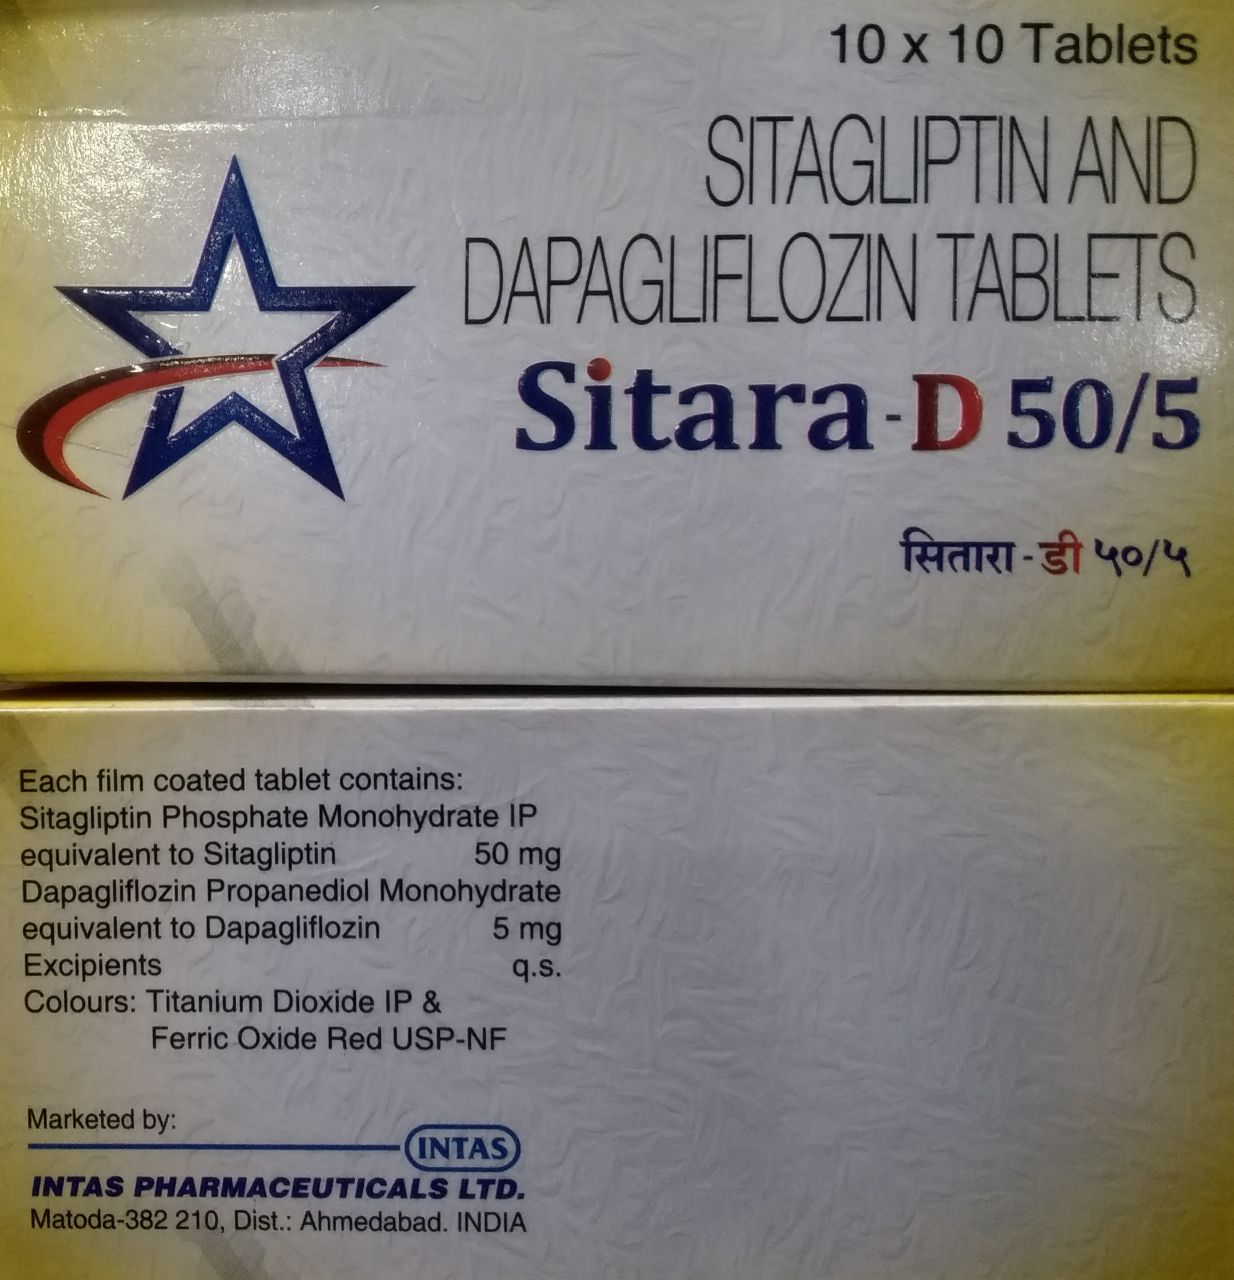 10 x 10 Tablets
SITAGLIPTIN AND
DAPAGLIFLOZIN TABLETS
Sitara-D 50/5
सितारा-डी ५०/५
Each film coated tablet contains:
Sitagliptin Phosphate Monohydrate IP
equivalent to Sitagliptin 50 mg
Dapagliflozin Propanediol Monohydrate
equivalent to Dapagliflozin 5 mg
Excipients q.s.
Colours: Titanium Dioxide IP &
Ferric Oxide Red USP-NF
Marketed by:
INTAS
INTAS PHARMACEUTICALS LTD.
Matoda-382 210, Dist.: Ahmedabad. INDIA